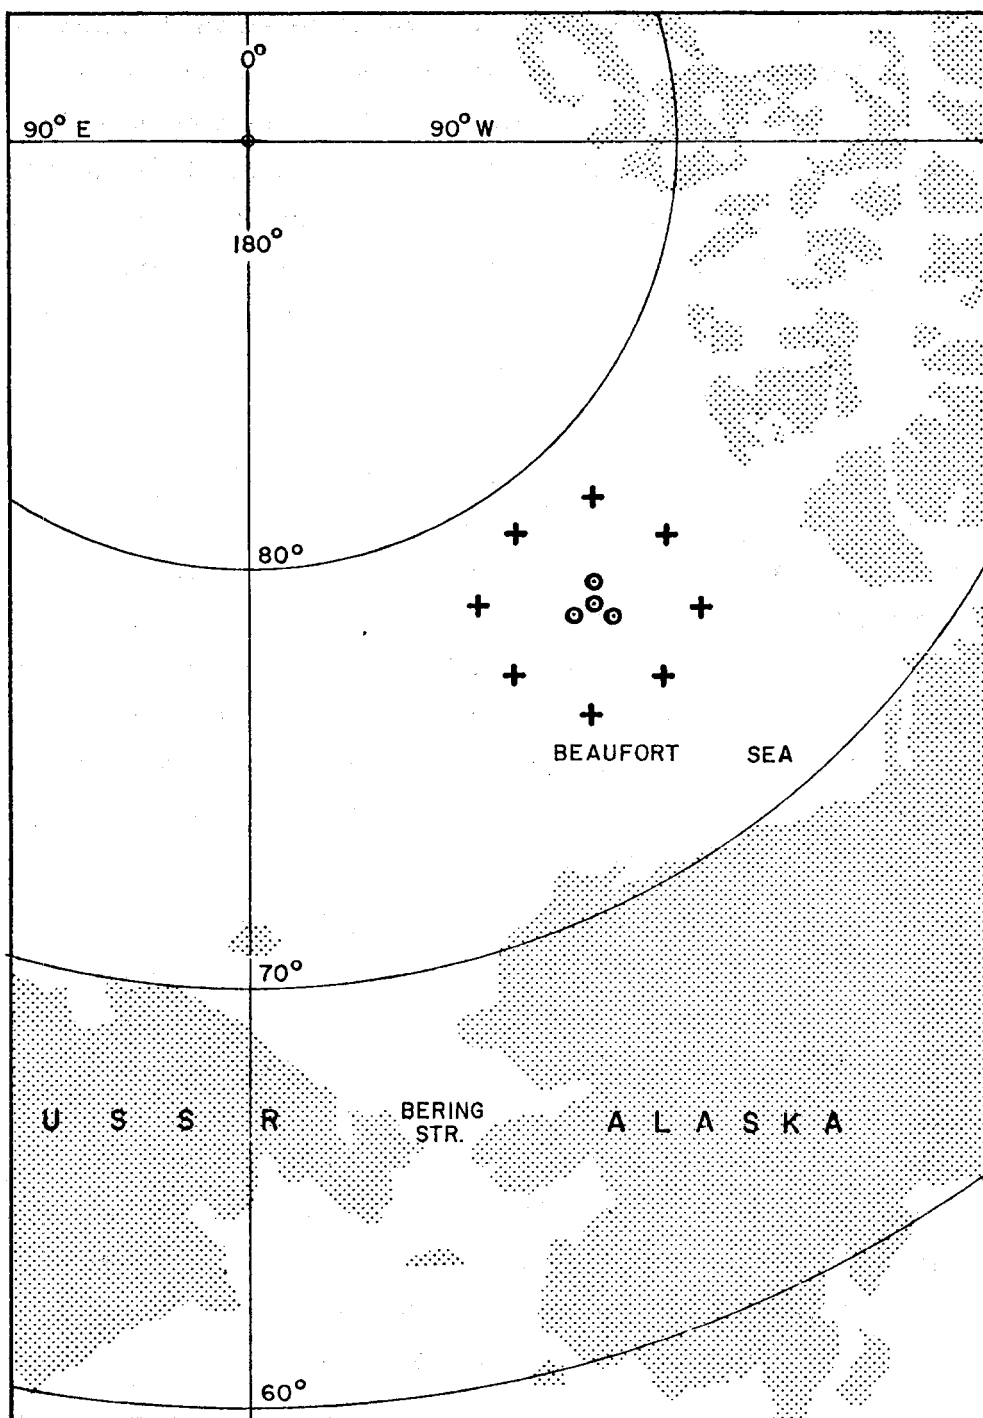 0°
90° E
90° W
180°
80°
BEAUFORT SEA
70°
U S S R
BERING
STR.
A L A S K A
60°